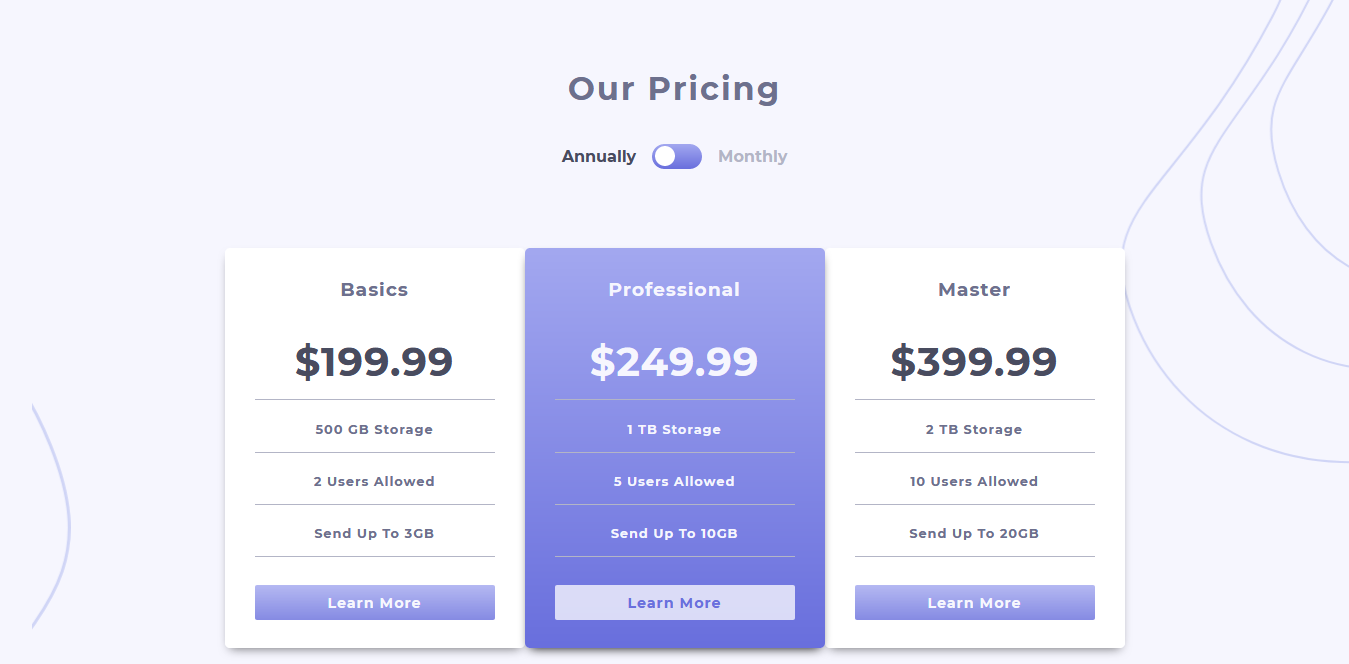 Our Pricing
Annually Monthly
Basics
$199.99
500 GB Storage
2 Users Allowed
Send Up To 3GB
Learn More
Professional
$249.99
1 TB Storage
5 Users Allowed
Send Up To 10GB
Learn More
Master
$399.99
2 TB Storage
10 Users Allowed
Send Up To 20GB
Learn More